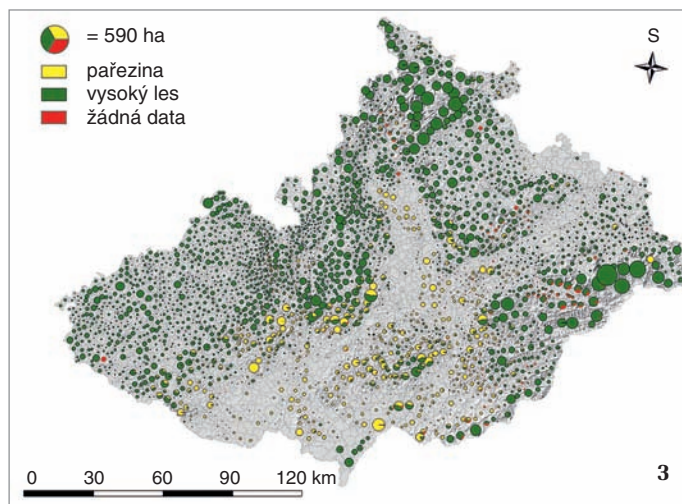 = 590 ha
pařezina
vysoký les
žádná data
S
3
0 30 60 90 120 km